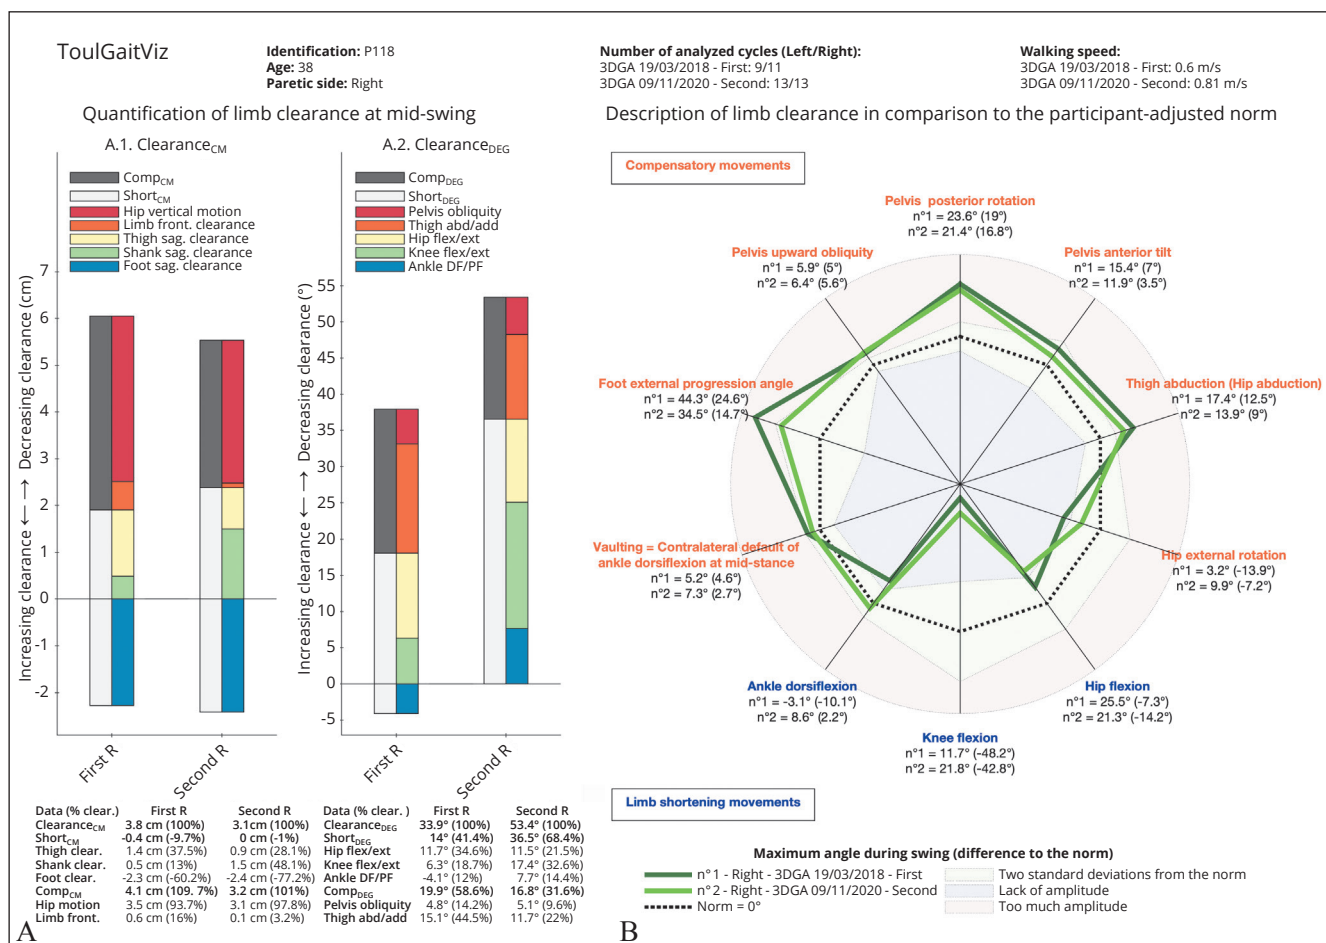 ToulGaitViz
Identification: P118
Age: 38
Paretic side: Right
Number of analyzed cycles (Left/Right):
3DGA 19/03/2018 - First: 9/11
3DGA 09/11/2020 - Second: 13/13
Walking speed:
3DGA 19/03/2018 - First: 0.6 m/s
3DGA 09/11/2020 - Second: 0.81 m/s
Quantification of limb clearance at mid-swing
A.1. ClearanceCM
CompCM
ShortCM
Hip vertical motion
Limb front. clearance
Thigh sag. clearance
Shank sag. clearance
Foot sag. clearance
Increasing clearance ← → Decreasing clearance (cm)
7
6
5
4
3
2
1
0
-1
-2
First R
Second R
A.2. ClearanceDEG
CompDEG
ShortDEG
Pelvis obliquity
Thigh abd/add
Hip flex/ext
Knee flex/ext
Ankle DF/PF
Increasing clearance ← → Decreasing clearance (°)
55
50
45
40
35
30
25
20
15
10
5
0
-5
First R
Second R
Data (% clear.) First R Second R
ClearanceCM 3.8 cm (100%) 3.1cm (100%)
ShortCM -0.4 cm (-9.7%) 0 cm (-1%)
Thigh clear. 1.4 cm (37.5%) 0.9 cm (28.1%)
Shank clear. 0.5 cm (13%) 1.5 cm (48.1%)
Foot clear. -2.3 cm (-60.2%) -2.4 cm (-77.2%)
CompCM 4.1 cm (109. 7%) 3.2 cm (101%)
Hip motion 3.5 cm (93.7%) 3.1 cm (97.8%)
Limb front. 0.6 cm (16%) 0.1 cm (3.2%)
Data (% clear. ) First R Second R
ClearanceDEG 33.9° (100%) 53.4° (100%)
ShortDEG 14° (41.4%) 36.5° (68.4%)
Hip flex/ext 11.7° (34.6%) 11.5° (21.5%)
Knee flex/ext 6.3° (18.7%) 17.4° (32.6%)
Ankle DF/PF -4.1° (12%) 7.7° (14.4%)
CompDEG 19.9° (58.6%) 16.8° (31.6%)
Pelvis obliquity 4.8° (14.2%) 5.1° (9.6%)
Thigh abd/add 15.1° (44.5%) 11.7° (22%)
A
Description of limb clearance in comparison to the participant-adjusted norm
Compensatory movements
Pelvis posterior rotation
n°1 = 23.6° (19°)
n°2 = 21.4° (16.8°)
Pelvis upward obliquity
n°1 = 5.9° (5°)
n°2 = 6.4° (5.6°)
Pelvis anterior tilt
n°1 = 15.4° (7°)
n°2 = 11.9° (3.5°)
Foot external progression angle
n°1 = 44.3° (24.6°)
n°2 = 34.5° (14.7°)
Thigh abduction (Hip abduction)
n°1 = 17.4° (12.5°)
n°2 = 13.9° (9°)
Vaulting = Contralateral default of
ankle dorsiflexion at mid-stance
n°1 = 5.2° (4.6°)
n°2 = 7.3° (2.7°)
Hip external rotation
n°1 = 3.2° (-13.9°)
n°2 = 9.9° (-7.2°)
Ankle dorsiflexion
n°1 = -3.1° (-10.1°)
n°2 = 8.6° (2.2°)
Hip flexion
n°1 = 25.5° (-7.3°)
n°2 = 21.3° (-14.2°)
Knee flexion
n°1 = 11.7° (-48.2°)
n°2 = 21.8° (-42.8°)
Limb shortening movements
Maximum angle during swing (difference to the norm)
n°1 - Right - 3DGA 19/03/2018 - First
n°2 - Right - 3DGA 09/11/2020 - Second
Norm = 0°
Two standard deviations from the norm
Lack of amplitude
Too much amplitude
B